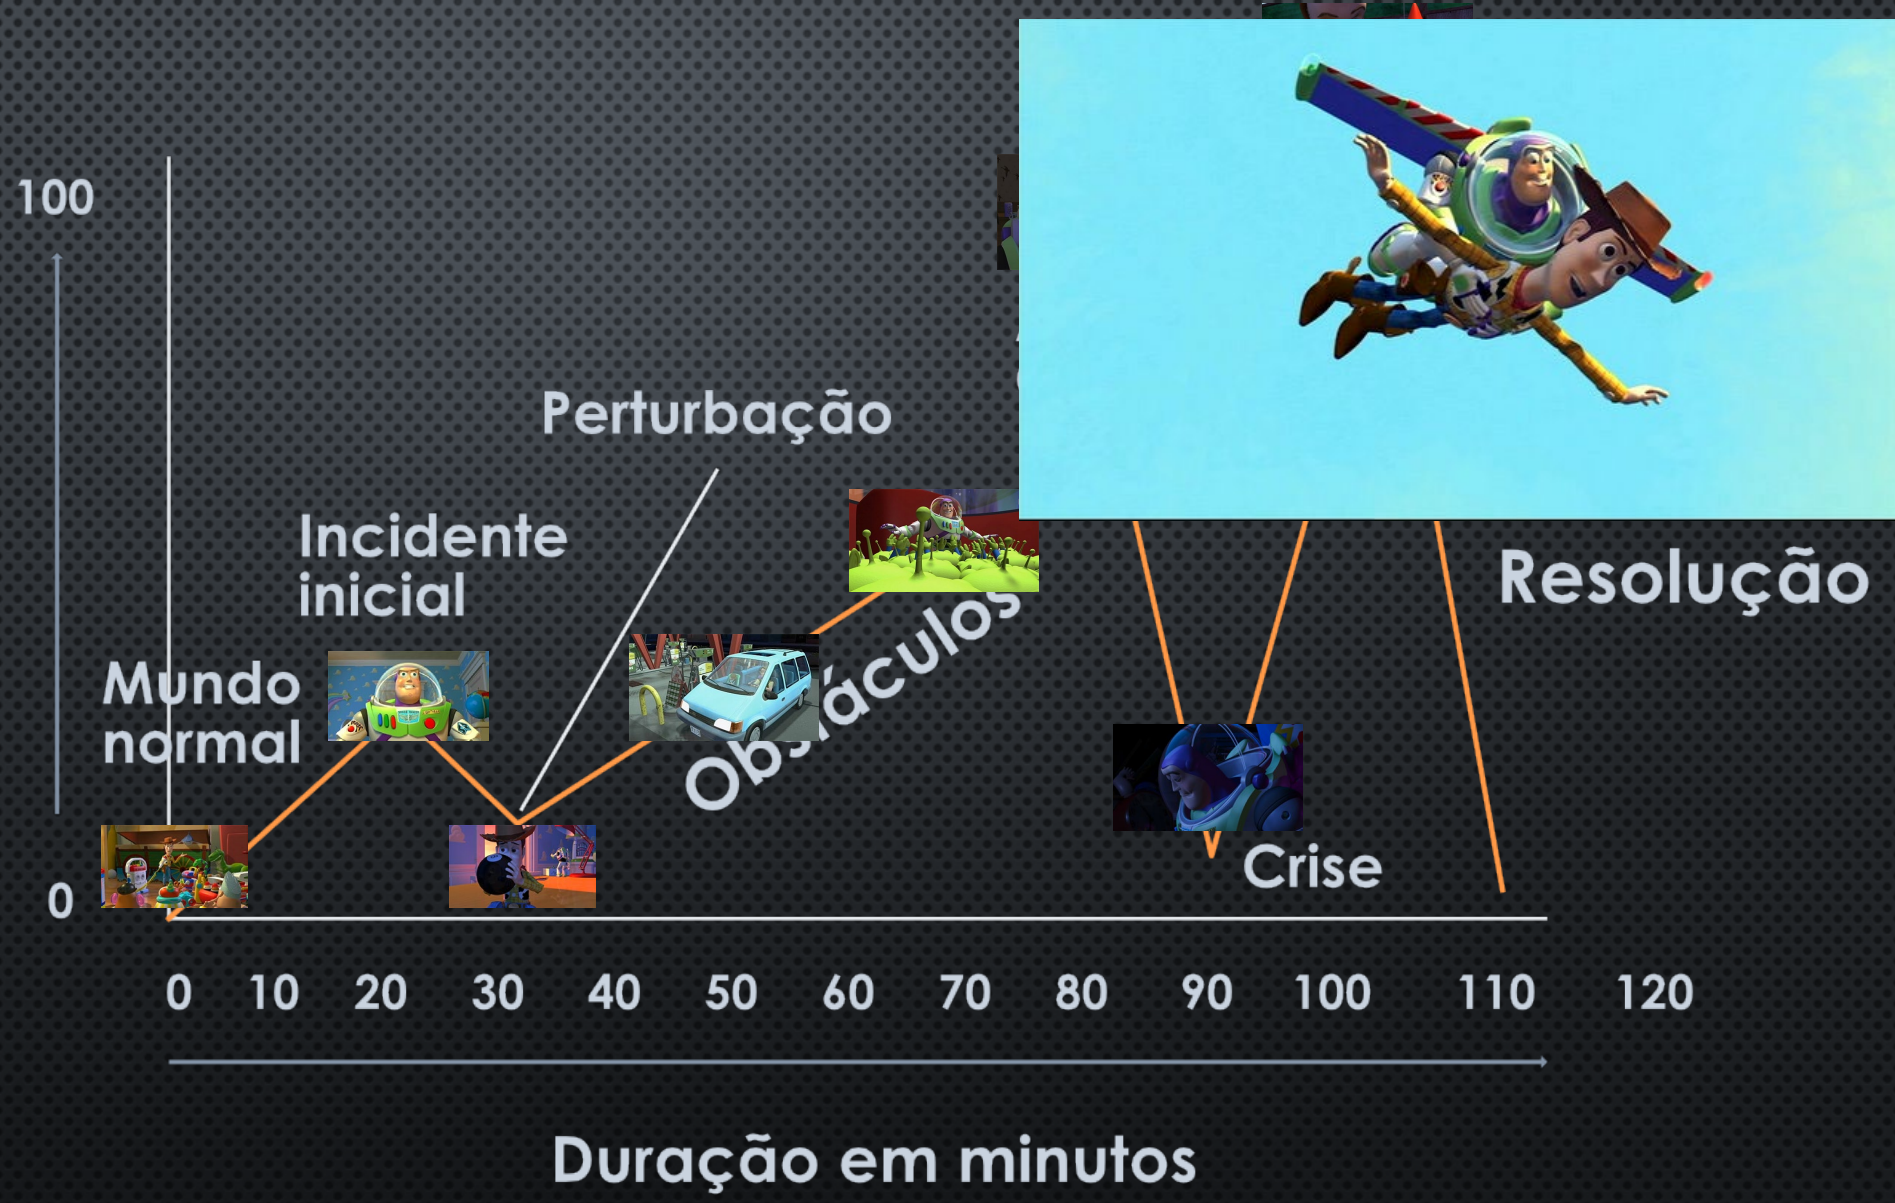 100
Perturbação
Incidente
inicial
Resolução
Mundo
normal
Obstáculos
Crise
0
0 10 20 30 40 50 60 70 80 90 100 110 120
Duração em minutos